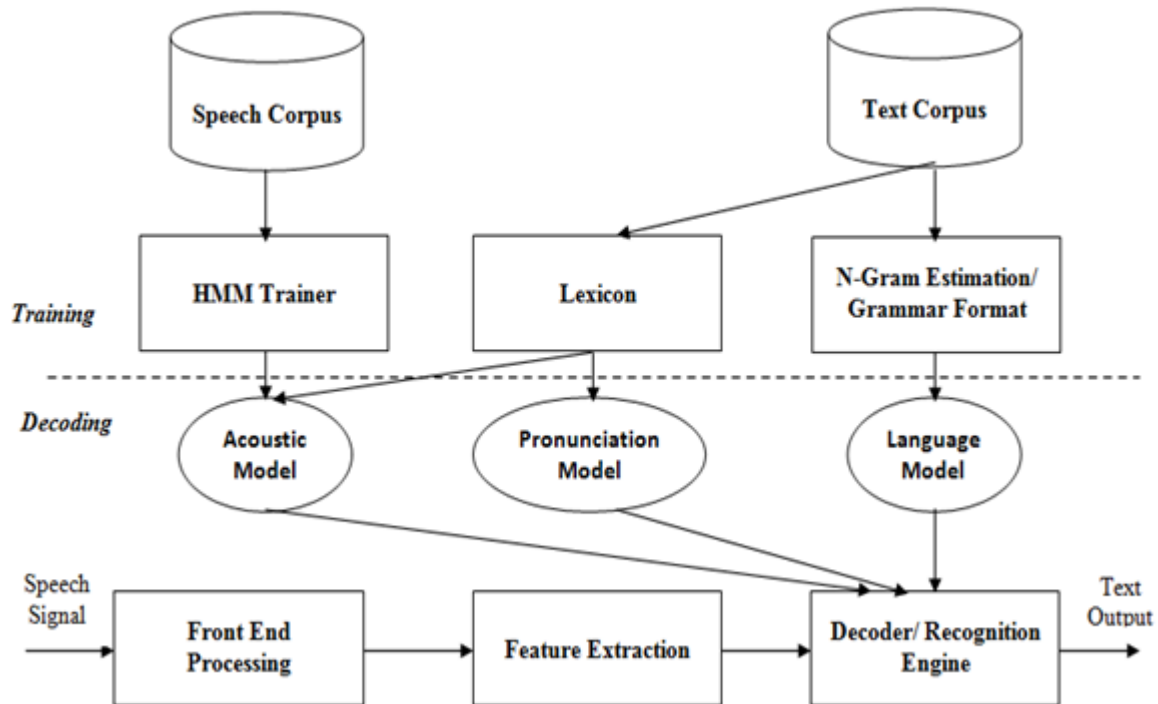 Speech Corpus
Text Corpus
HMM Trainer
Lexicon
N-Gram Estimation/
Grammar Format
Training
Decoding
Acoustic
Model
Pronunciation
Model
Language
Model
Speech
Signal
Front End
Processing
Feature Extraction
Decoder/ Recognition
Engine
Text
Output